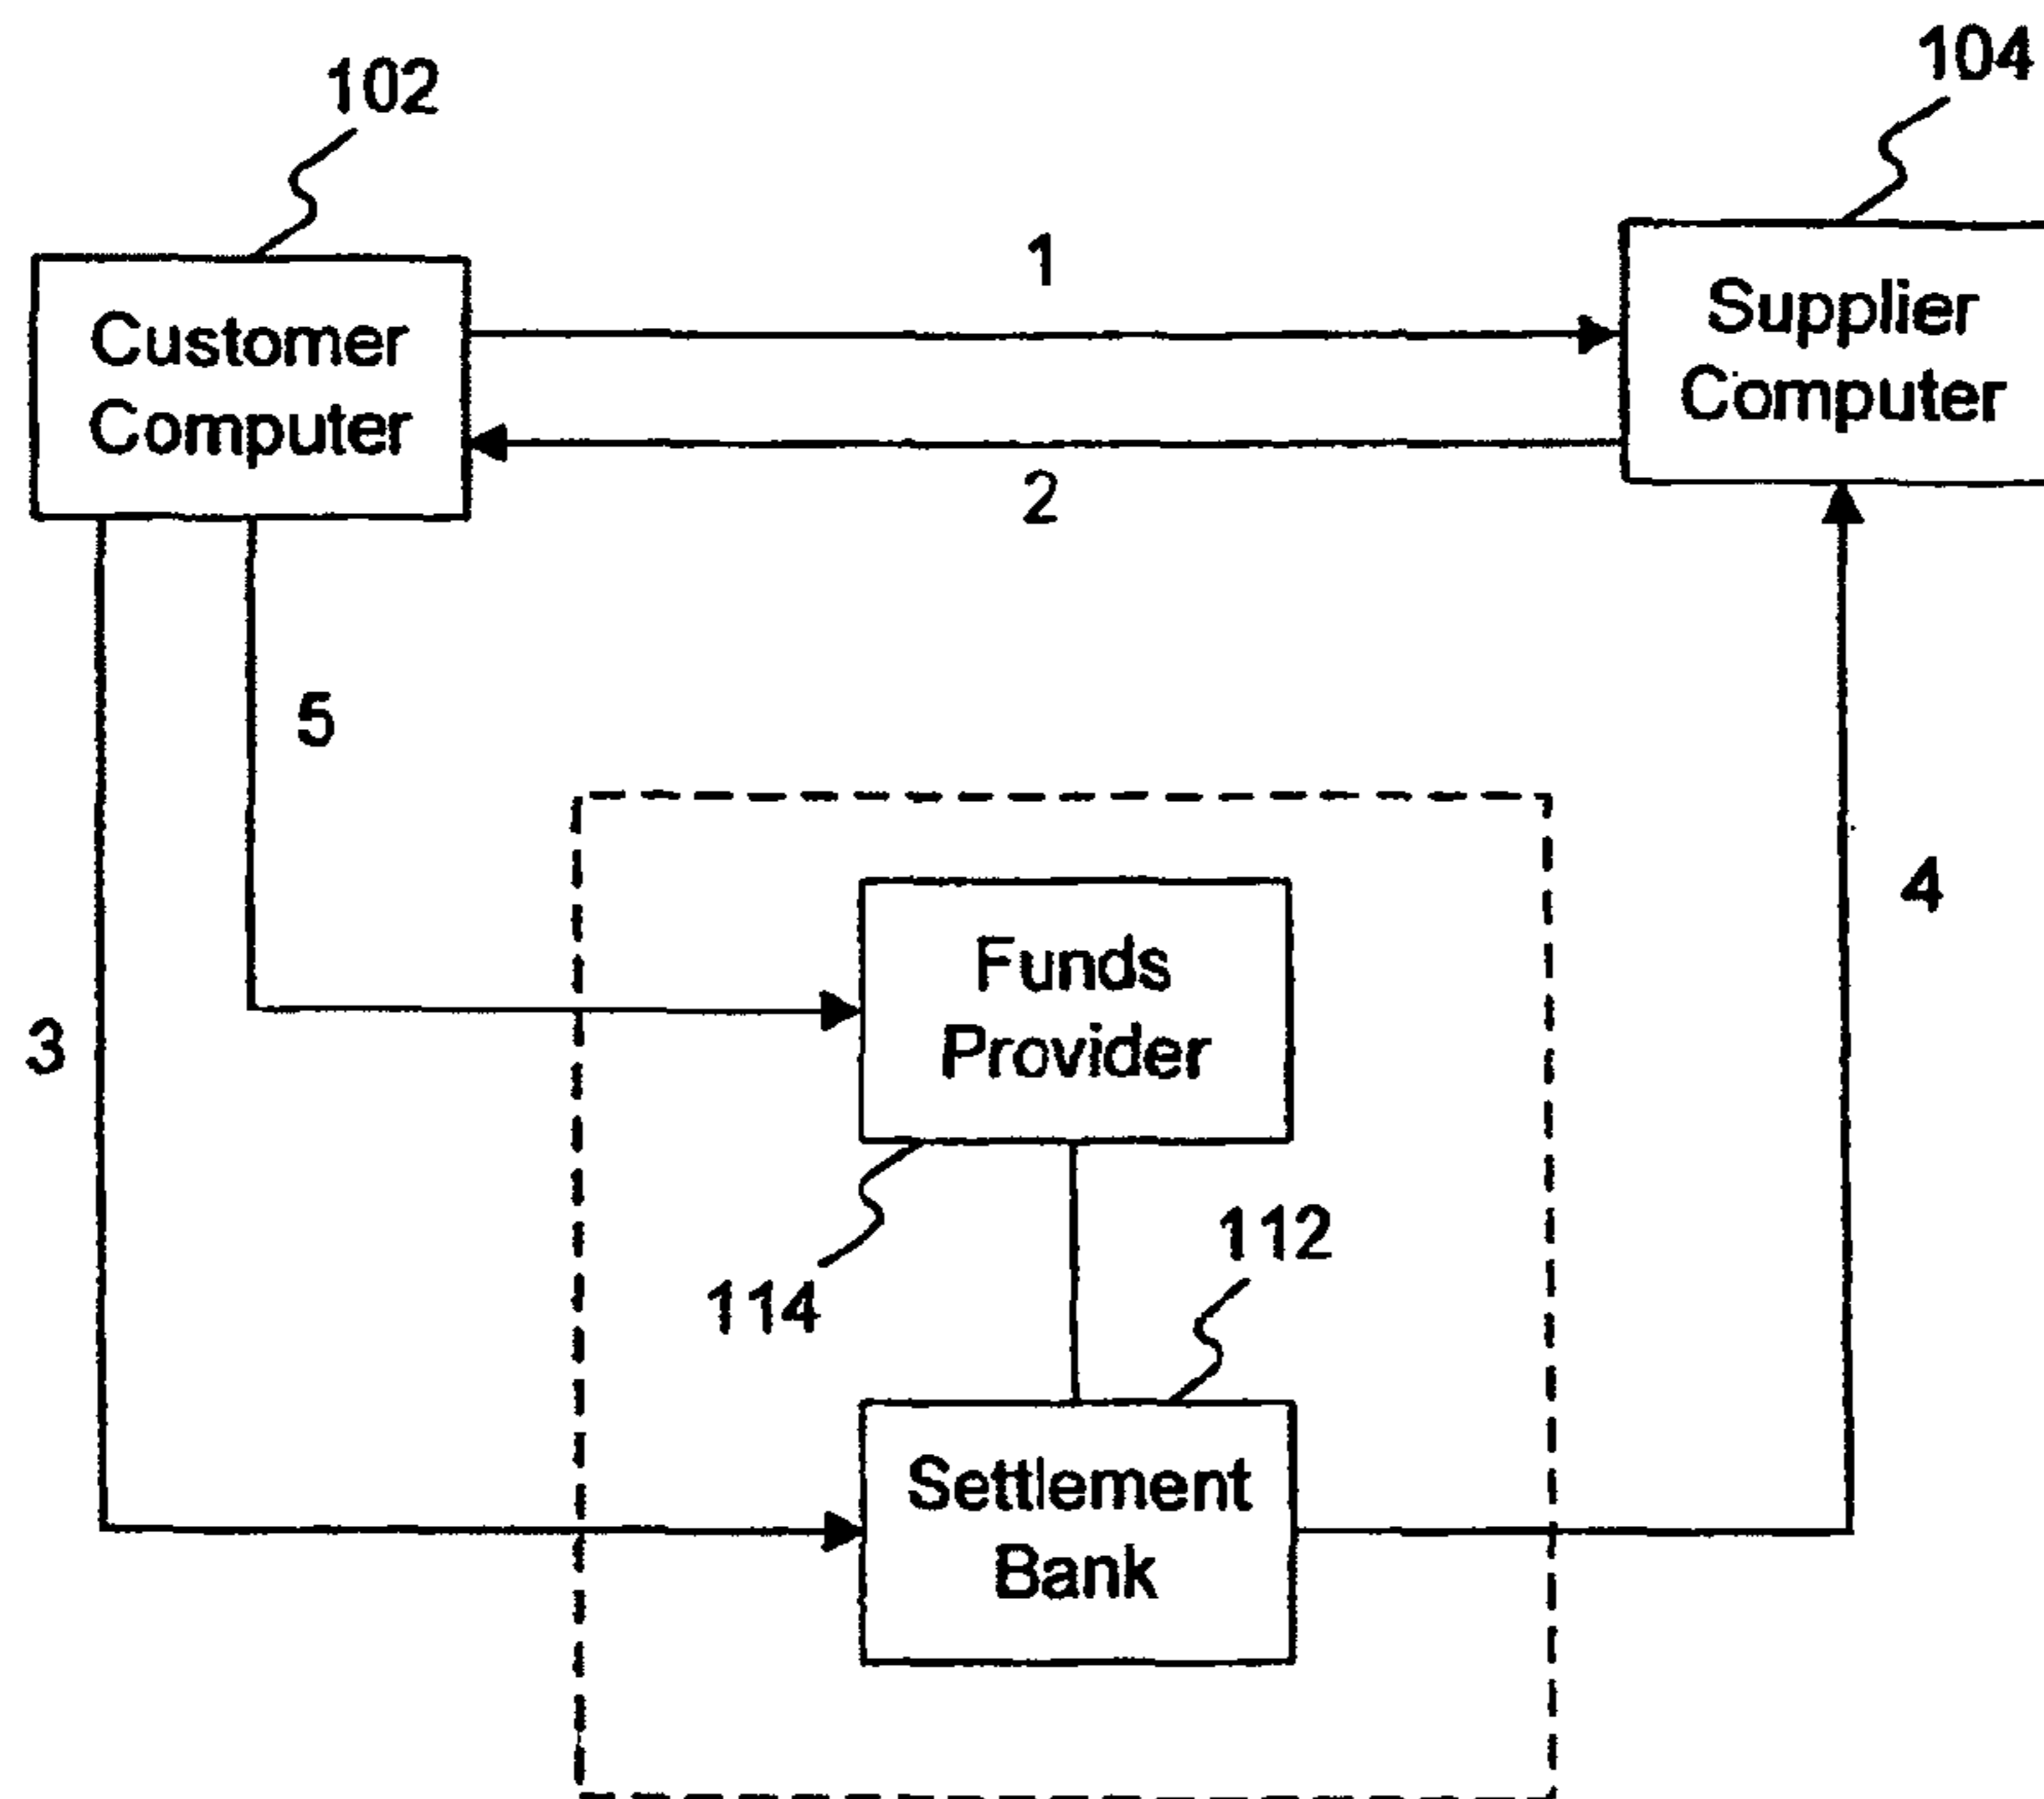 102
104
Customer
Computer
1
Supplier
Computer
2
5
3
4
Funds
Provider
114
112
Settlement
Bank